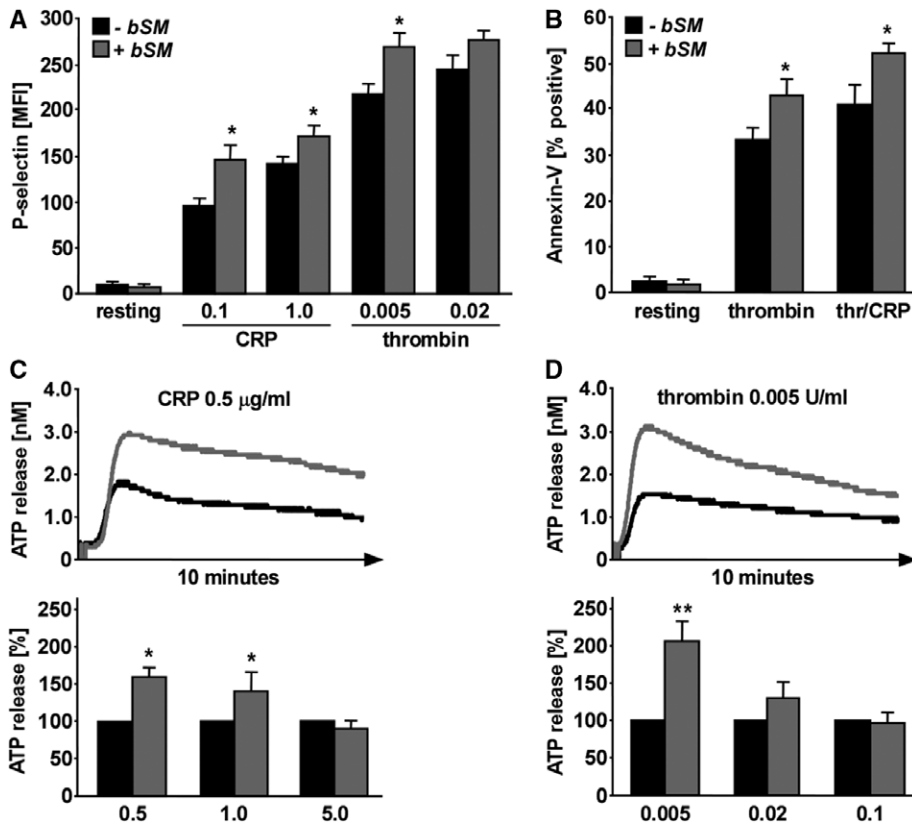 A
- bSM
+ bSM
P-selectin [MFI]
300
250
200
150
100
50
0
*
*
*
resting
0.1
1.0
0.005
0.02
CRP
thrombin
B
- bSM
+ bSM
Annexin-V [% positive]
60
50
40
30
20
10
0
*
*
resting
thrombin
thr/CRP
C
CRP 0.5 µg/ml
ATP release [nM]
4.0
3.0
2.0
1.0
0
10 minutes
ATP release [%]
250
200
150
100
50
0
*
*
0.5
1.0
5.0
D
thrombin 0.005 U/ml
ATP release [nM]
4.0
3.0
2.0
1.0
0
10 minutes
ATP release [%]
250
200
150
100
50
0
**
0.005
0.02
0.1